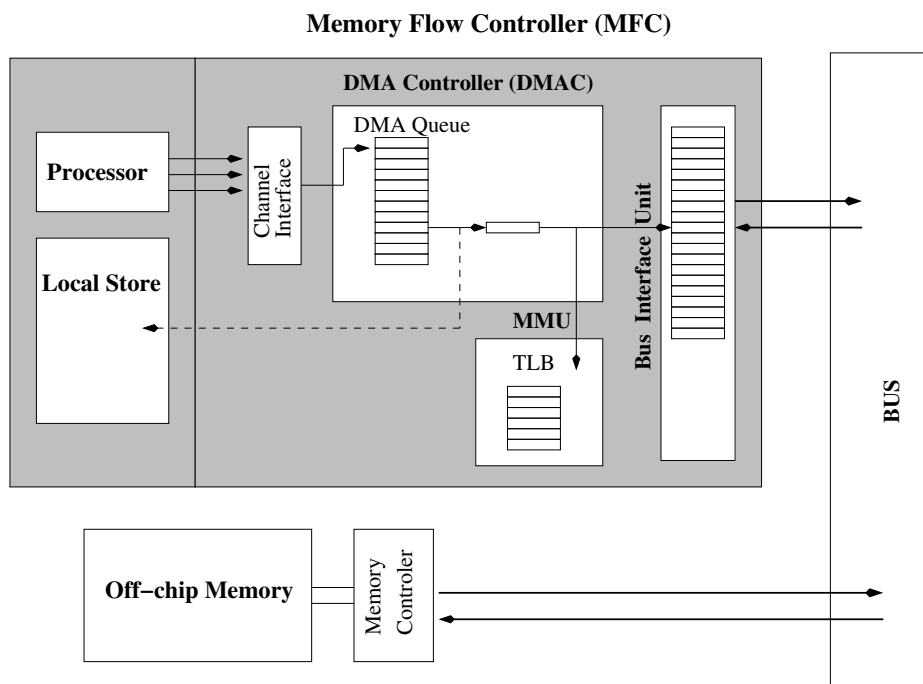 Memory Flow Controller (MFC)
DMA Controller (DMAC)
DMA Queue
Processor
Channel
Interface
Local Store
MMU
TLB
Bus Interface Unit
BUS
Off−chip Memory
Memory
Controler